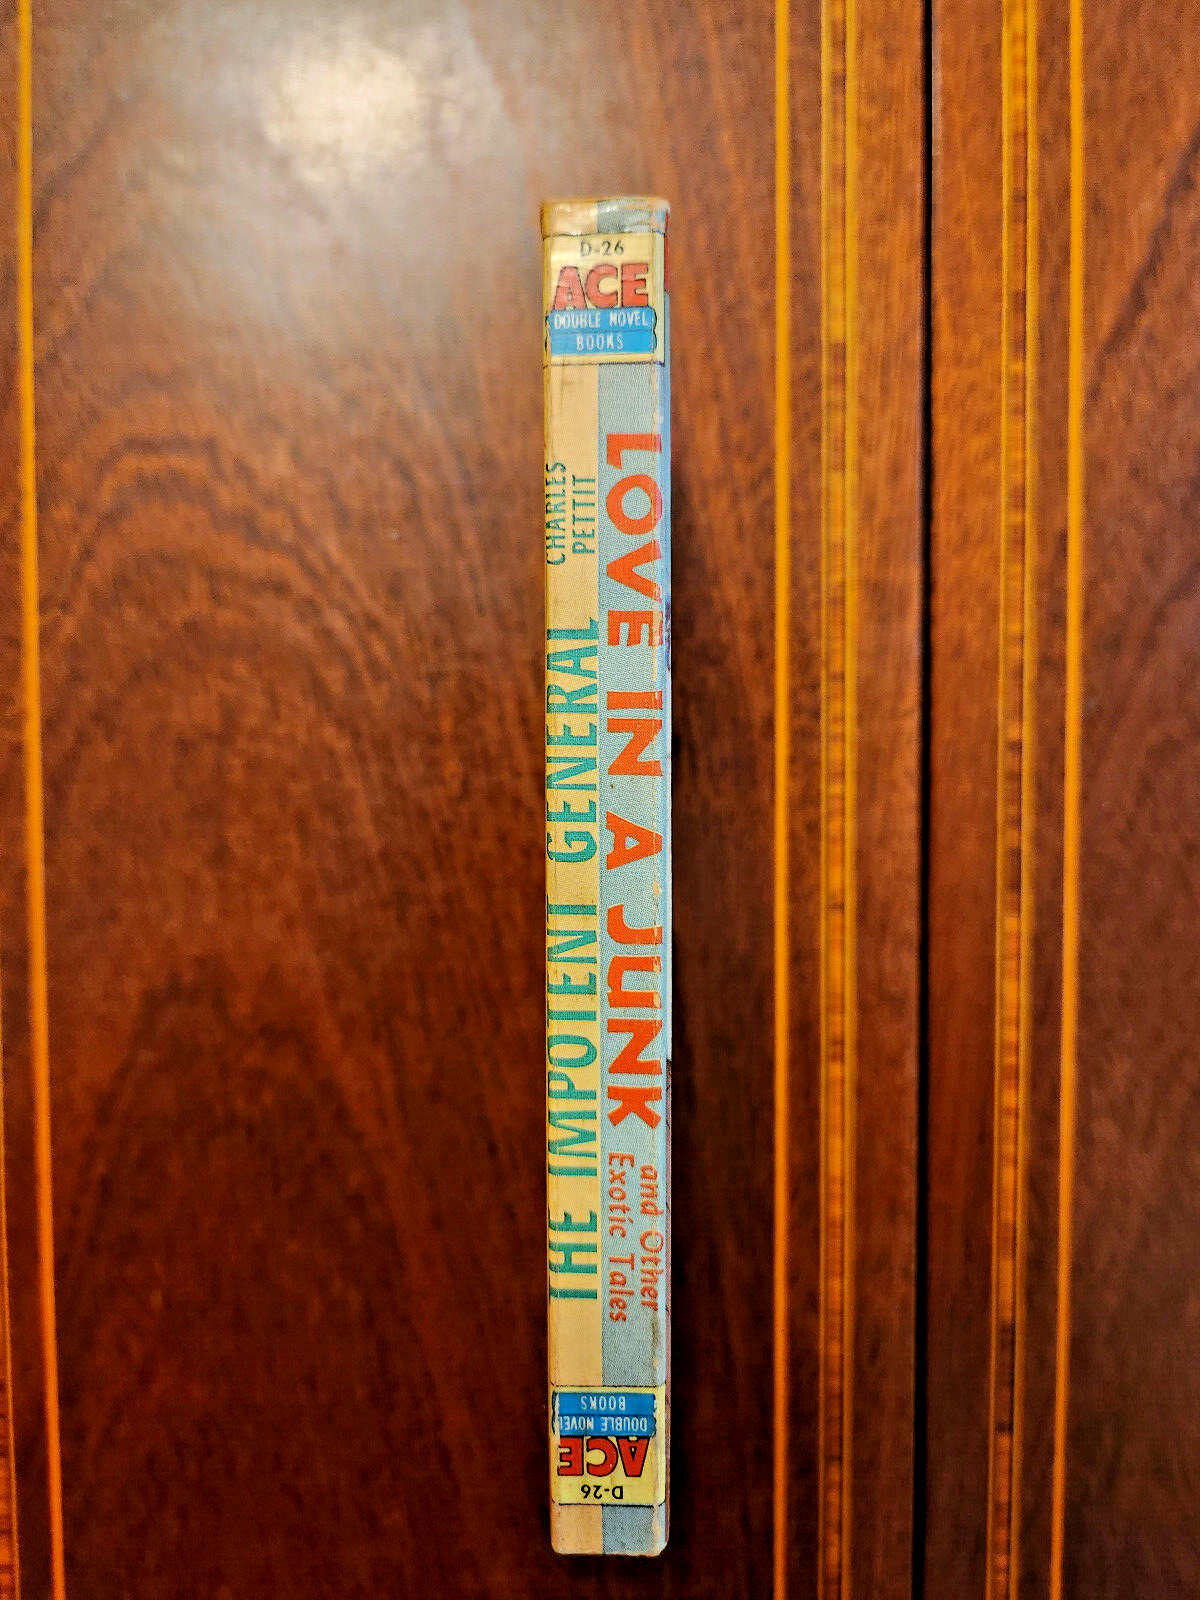 D-26
ACE
DOUBLE NOVEL
BOOKS
CHARLES
PETTIT
THE IMPOTENT GENERAL
LOVE IN A JUNK
and Other
Exotic Tales
D-26
ACE
DOUBLE NOVEL
BOOKS